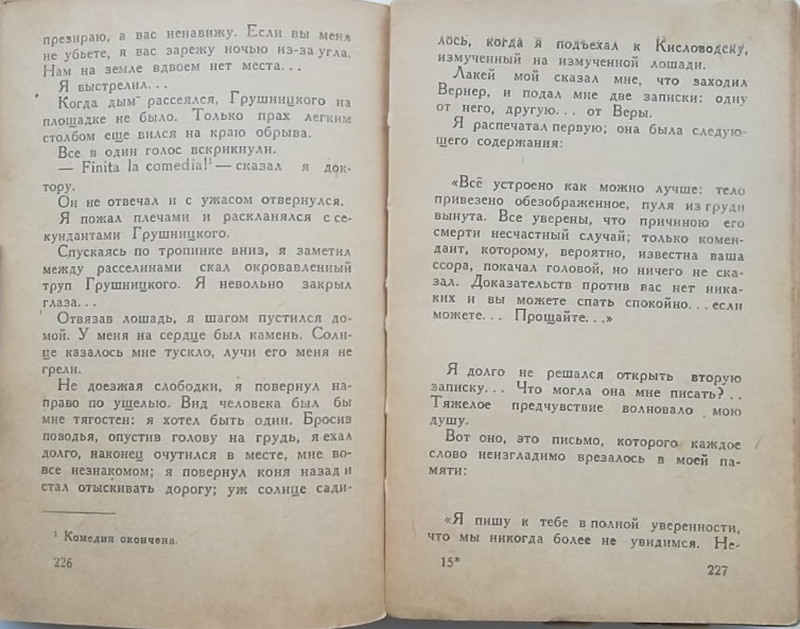 презираю, а вас ненавижу. Если вы меня
не убьете, я вас зарежу ночью из-за угла.
Нам на земле вдвоем нет места...
Я выстрелил...
Когда дым рассеялся, Грушницкого на
площадке не было. Только прах легким
столбом еще вился на краю обрыва.
Все в один голос вскрикнули.
— Finita la comedia!¹ — сказал я док-
тору.
Он не отвечал и с ужасом отвернулся.
Я пожал плечами и раскланялся с се-
кундантами Грушницкого.
Спускаясь по тропинке вниз, я заметил
между расселинами скал окровавленный
труп Грушницкого. Я невольно закрыл
глаза...
Отвязав лошадь, я шагом пустился до-
мой. У меня на сердце был камень. Солн-
це казалось мне тускло, лучи его меня не
грели.
Не доезжая слободки, я повернул на-
право по ущелью. Вид человека был бы
мне тягостен: я хотел быть один. Бросив
поводья, опустив голову на грудь, я ехал
долго, наконец очутился в месте, мне во-
все незнакомом; я повернул коня назад и
стал отыскивать дорогу; уж солнце сади-
¹ Комедия окончена.
226
лось, когда я подъехал к Кисловодску,
измученный на измученной лошади.
Лакей мой сказал мне, что заходил
Вернер, и подал мне две записки: одну
от него, другую... от Веры.
Я распечатал первую; она была следую-
щего содержания:
«Всё устроено как можно лучше: тело
привезено обезображенное, пуля из груди
вынута. Все уверены, что причиною его
смерти несчастный случай; только комен-
дант, которому, вероятно, известна ваша
ссора, покачал головой, но ничего не ска-
зал. Доказательств против вас нет ника-
ких и вы можете спать спокойно... если
можете... Прощайте...»
Я долго не решался открыть вторую
записку... Что могла она мне писать?..
Тяжелое предчувствие волновало мою
душу.
Вот оно, это письмо, которого каждое
слово неизгладимо врезалось в моей па-
мяти:
«Я пишу к тебе в полной уверенности,
что мы никогда более не увидимся. Не-
15*
227